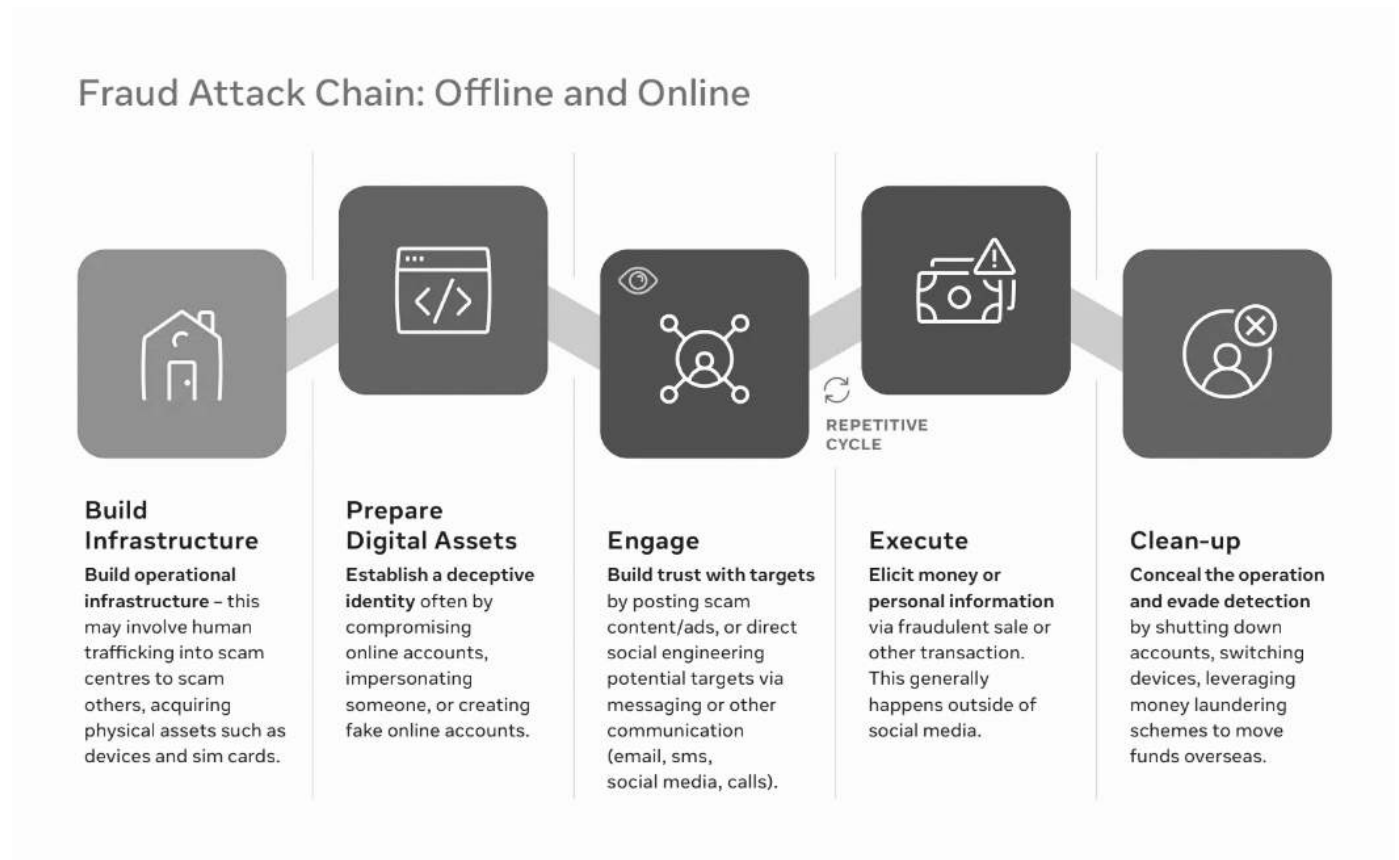 Fraud Attack Chain: Offline and Online
REPETITIVE
CYCLE
Build
Infrastructure
Build operational
infrastructure – this
may involve human
trafficking into scam
centres to scam
others, acquiring
physical assets such as
devices and sim cards.
Prepare
Digital Assets
Establish a deceptive
identity often by
compromising
online accounts,
impersonating
someone, or creating
fake online accounts.
Engage
Build trust with targets
by posting scam
content/ads, or direct
social engineering
potential targets via
messaging or other
communication
(email, sms,
social media, calls).
Execute
Elicit money or
personal information
via fraudulent sale or
other transaction.
This generally
happens outside of
social media.
Clean-up
Conceal the operation
and evade detection
by shutting down
accounts, switching
devices, leveraging
money laundering
schemes to move
funds overseas.